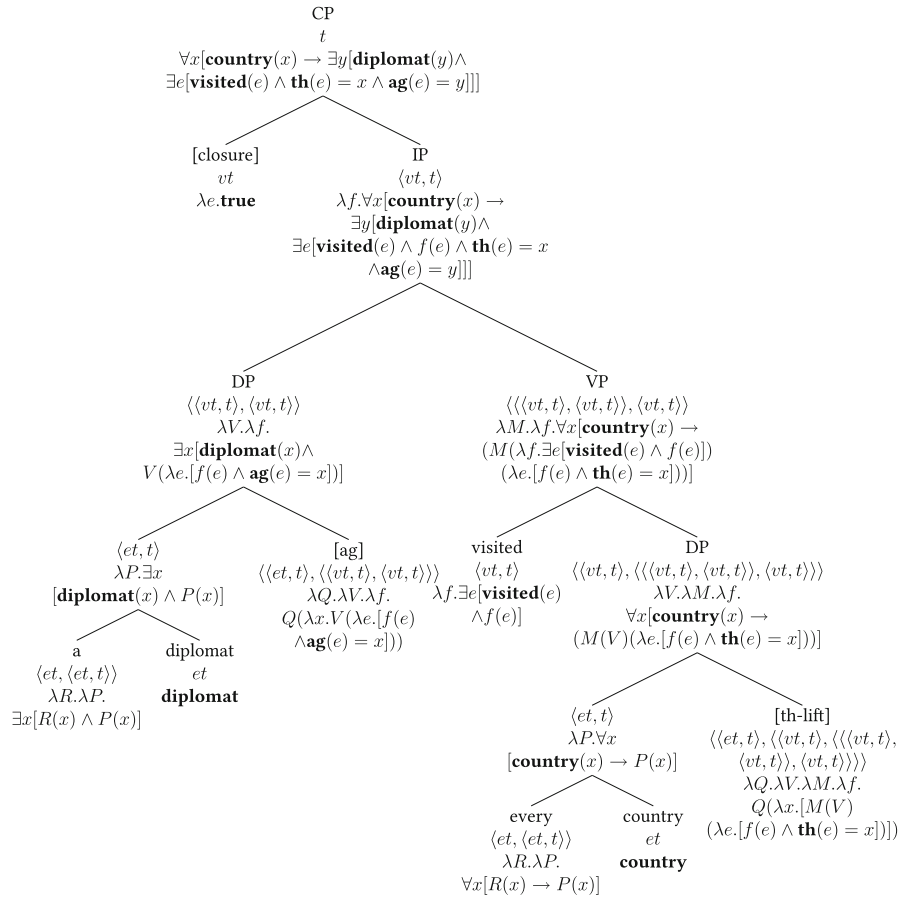 CP
t
∀x[country(x) → ∃y[diplomat(y)∧
∃e[visited(e) ∧ th(e) = x ∧ ag(e) = y]]]
[closure]
vt
λe.true
IP
⟨vt, t⟩
λf.∀x[country(x) →
∃y[diplomat(y)∧
∃e[visited(e) ∧ f(e) ∧ th(e) = x
∧ag(e) = y]]]
DP
⟨⟨vt, t⟩, ⟨vt, t⟩⟩
λV.λf.
∃x[diplomat(x)∧
V(λe.[f(e) ∧ ag(e) = x])]
VP
⟨⟨⟨vt, t⟩, ⟨vt, t⟩⟩, ⟨vt, t⟩⟩
λM.λf.∀x[country(x) →
(M(λf.∃e[visited(e) ∧ f(e)])
(λe.[f(e) ∧ th(e) = x]))]
⟨et, t⟩
λP.∃x
[diplomat(x) ∧ P(x)]
[ag]
⟨⟨et, t⟩, ⟨⟨vt, t⟩, ⟨vt, t⟩⟩⟩
λQ.λV.λf.
Q(λx.V(λe.[f(e)
∧ag(e) = x]))
visited
⟨vt, t⟩
λf.∃e[visited(e)
∧f(e)]
DP
⟨⟨vt, t⟩, ⟨⟨⟨vt, t⟩, ⟨vt, t⟩⟩, ⟨vt, t⟩⟩⟩
λV.λM.λf.
∀x[country(x) →
(M(V)(λe.[f(e) ∧ th(e) = x]))]
a
⟨et, ⟨et, t⟩⟩
λR.λP.
∃x[R(x) ∧ P(x)]
diplomat
et
diplomat
⟨et, t⟩
λP.∀x
[country(x) → P(x)]
[th-lift]
⟨⟨et, t⟩, ⟨⟨vt, t⟩, ⟨⟨⟨vt, t⟩,
⟨vt, t⟩⟩, ⟨vt, t⟩⟩⟩⟩
λQ.λV.λM.λf.
Q(λx.[M(V)
(λe.[f(e) ∧ th(e) = x])])
every
⟨et, ⟨et, t⟩⟩
λR.λP.
∀x[R(x) → P(x)]
country
et
country